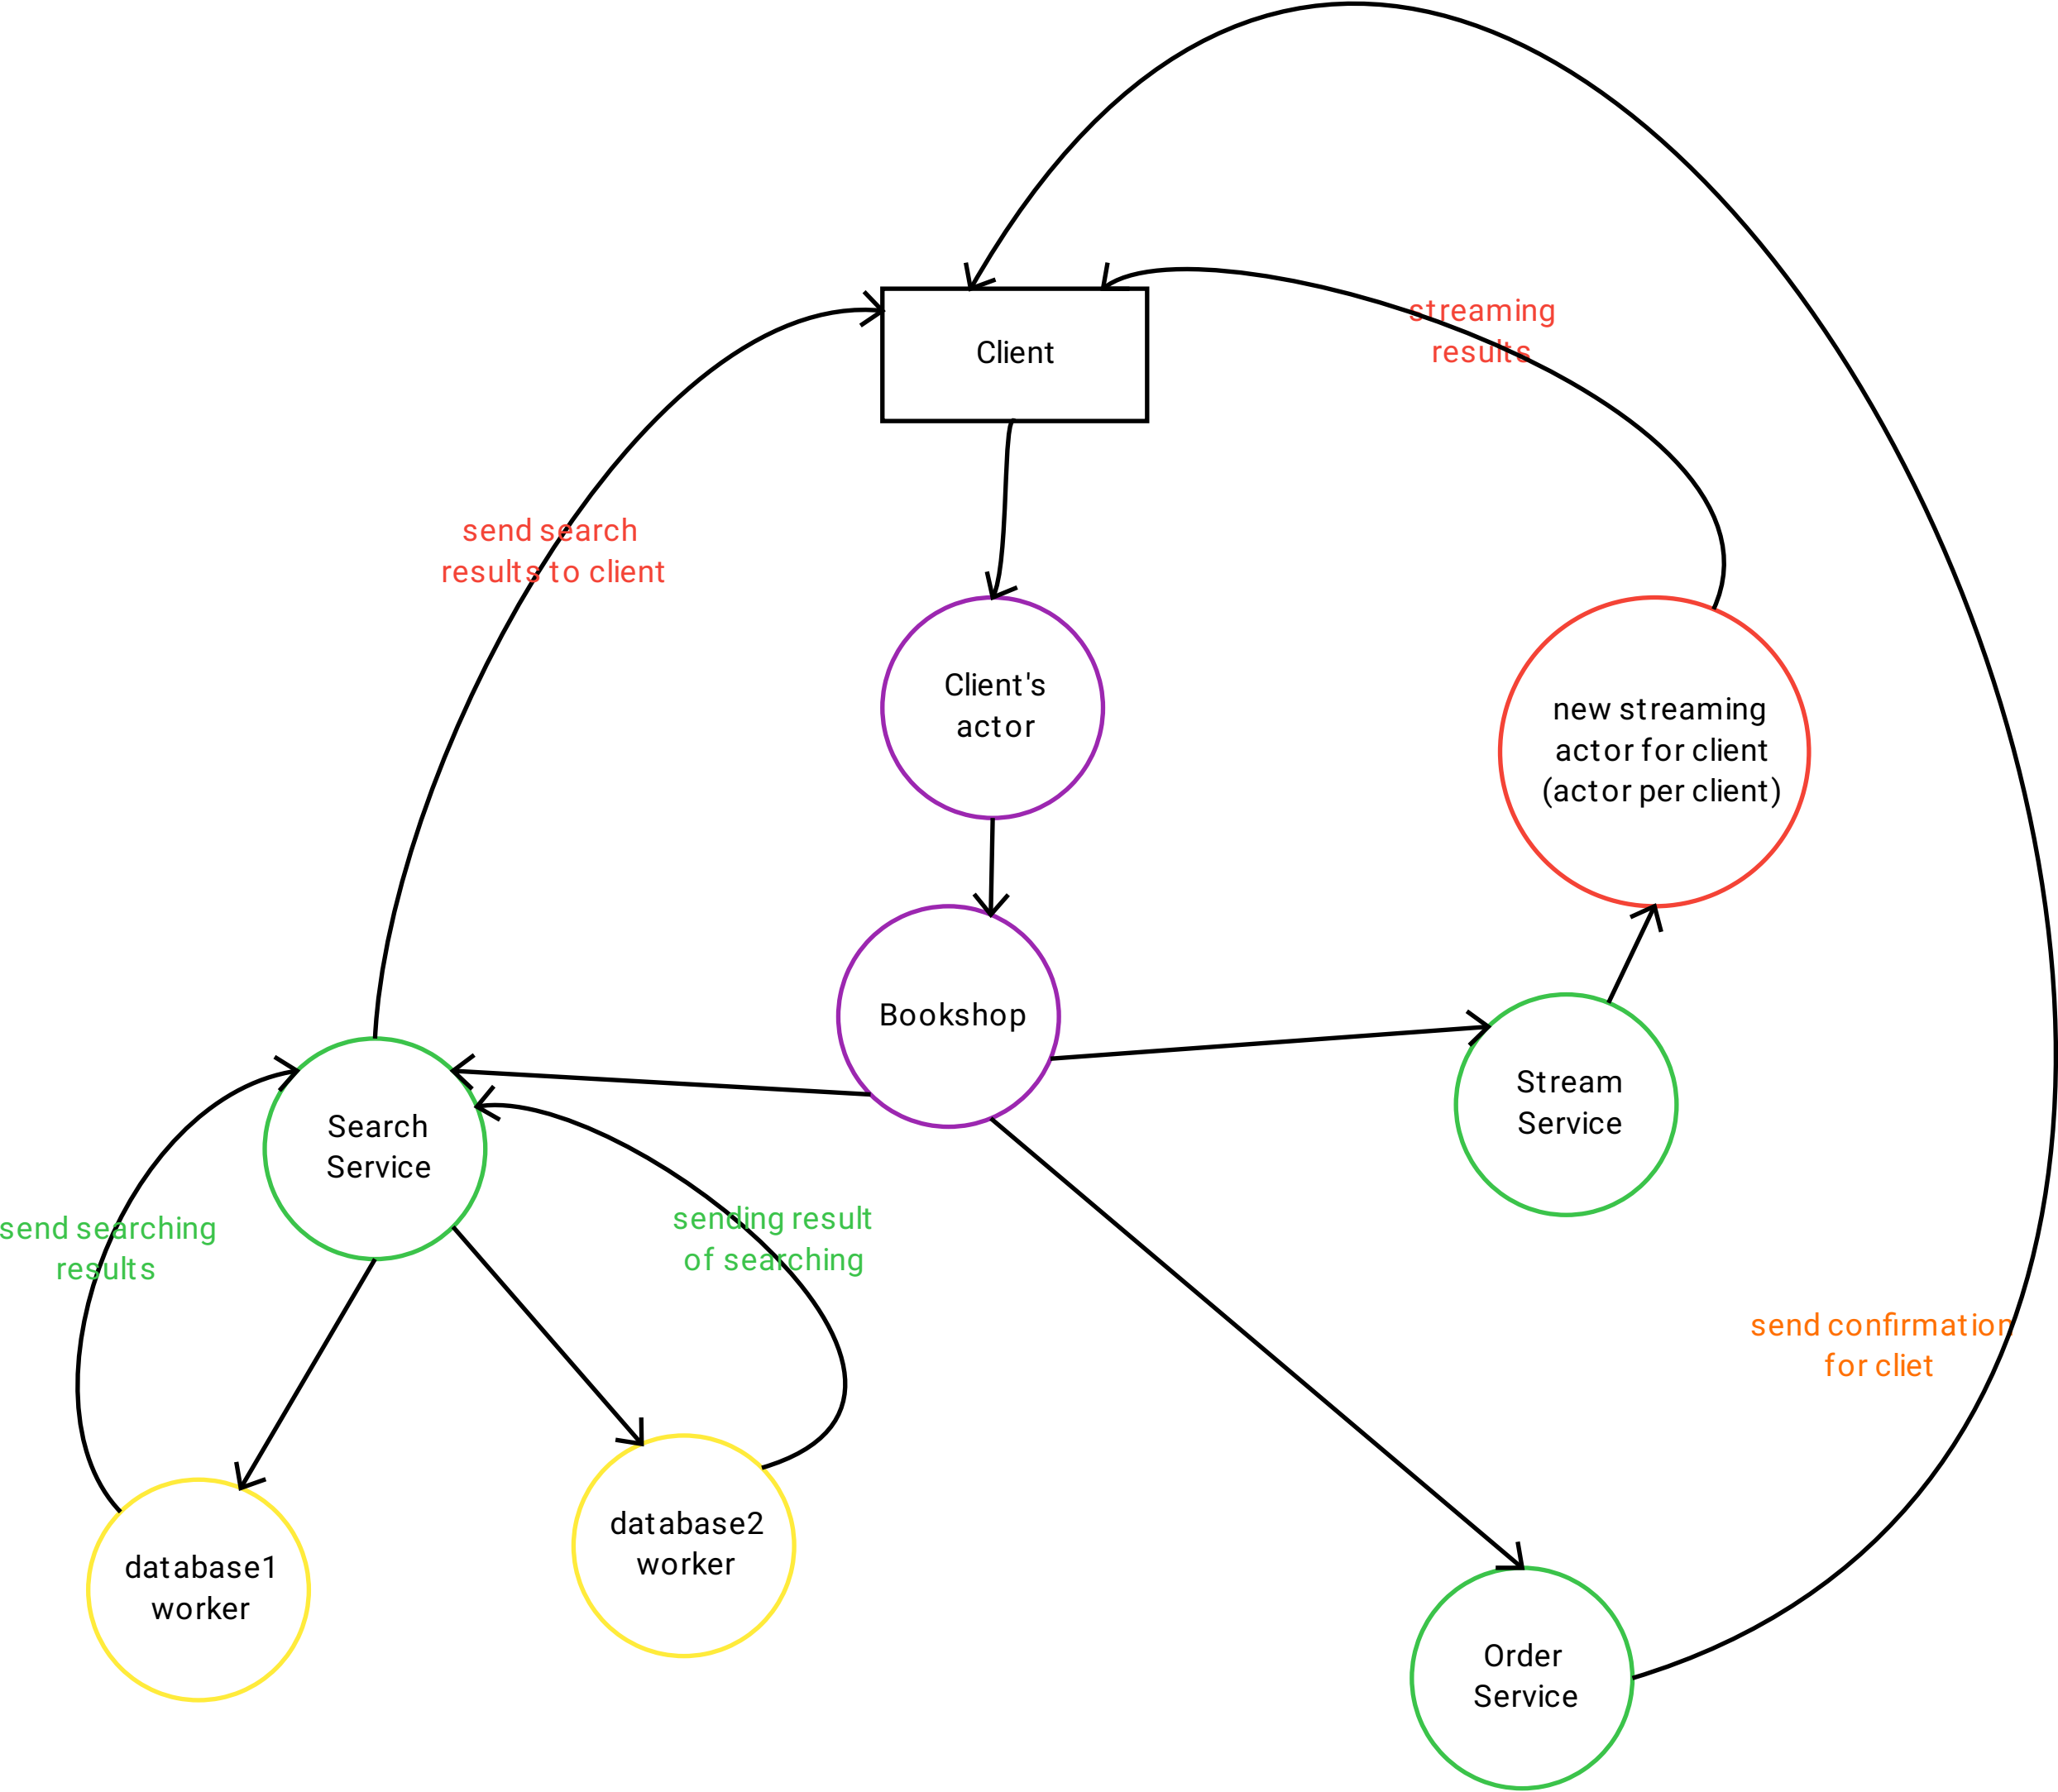 Client
streaming
results
send search
results to client
Client's
actor
new streaming
actor for client
(actor per client)
Bookshop
Stream
Service
Search
Service
send searching
results
sending result
of searching
send confirmation
for cliet
database2
worker
database1
worker
Order
Service